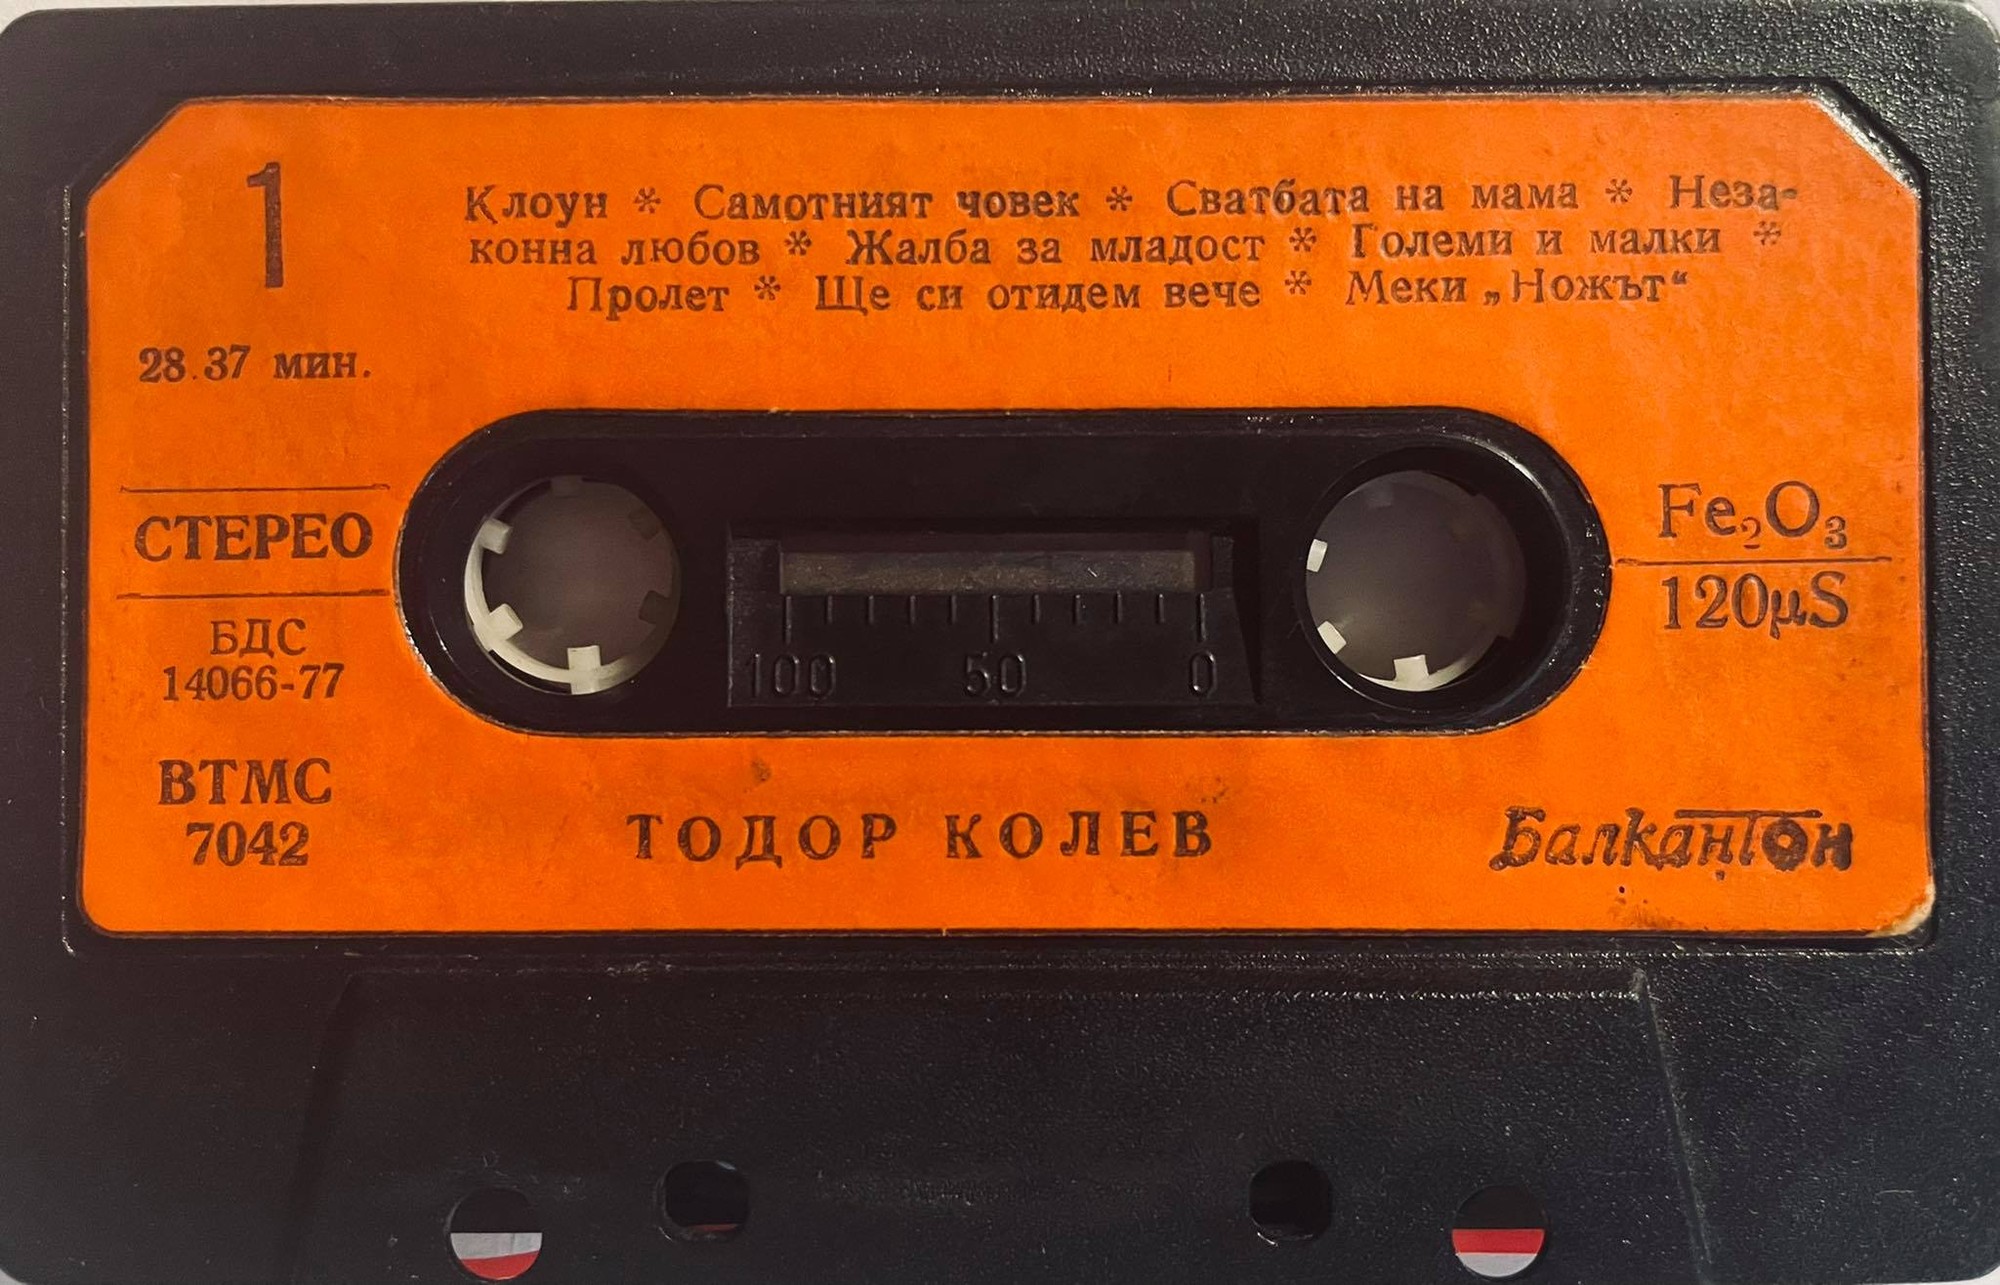 1
Клоун * Самотният човек * Сватбата на мама * Неза-
конна любов * Жалба за младост * Големи и малки *
Пролет * Ще си отидем вече * Меки „Ножът“
28.37 мин.
СТЕРЕО
БДС
14066-77
ВТМС
7042
100 50 0
Fe₂O₃
120μS
ТОДОР КОЛЕВ
Балкантон